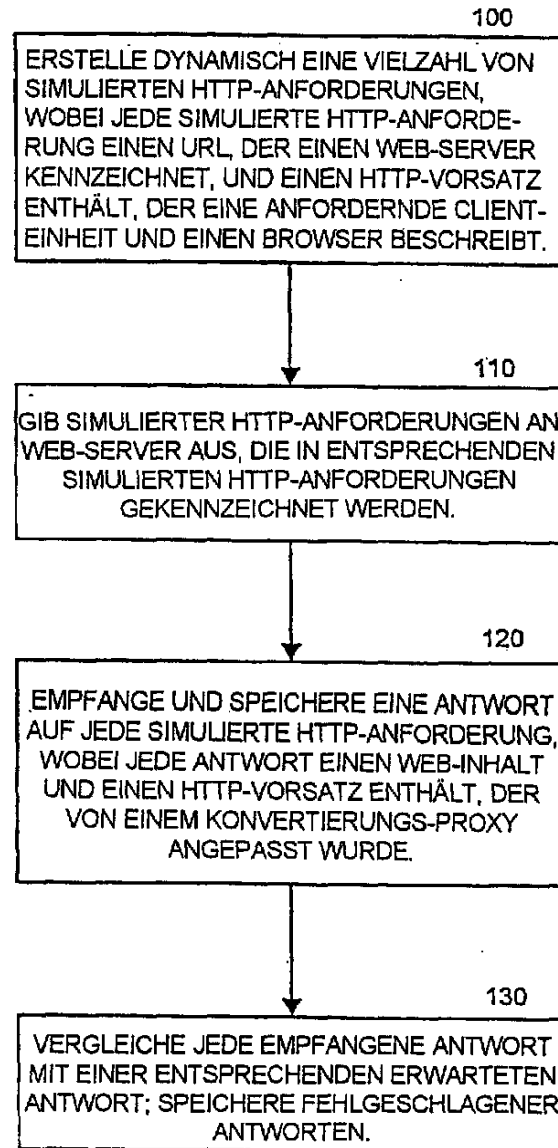 100
ERSTELLE DYNAMISCH EINE VIELZAHL VON
SIMULIERTEN HTTP-ANFORDERUNGEN,
WOBEI JEDE SIMULIERTE HTTP-ANFORDE-
RUNG EINEN URL, DER EINEN WEB-SERVER
KENNZEICHNET, UND EINEN HTTP-VORSATZ
ENTHÄLT, DER EINE ANFORDERNDE CLIENT-
EINHEIT UND EINEN BROWSER BESCHREIBT.
110
GIB SIMULIERTER HTTP-ANFORDERUNGEN AN
WEB-SERVER AUS, DIE IN ENTSPRECHENDEN
SIMULIERTEN HTTP-ANFORDERUNGEN
GEKENNZEICHNET WERDEN.
120
EMPFANGE UND SPEICHERE EINE ANTWORT
AUF JEDE SIMULIERTE HTTP-ANFORDERUNG,
WOBEI JEDE ANTWORT EINEN WEB-INHALT
UND EINEN HTTP-VORSATZ ENTHÄLT, DER
VON EINEM KONVERTIERUNGS-PROXY
ANGEPASST WURDE.
130
VERGLEICHE JEDE EMPFANGENE ANTWORT
MIT EINER ENTSPRECHENDEN ERWARTETEN
ANTWORT; SPEICHERE FEHLGESCHLAGENER
ANTWORTEN.